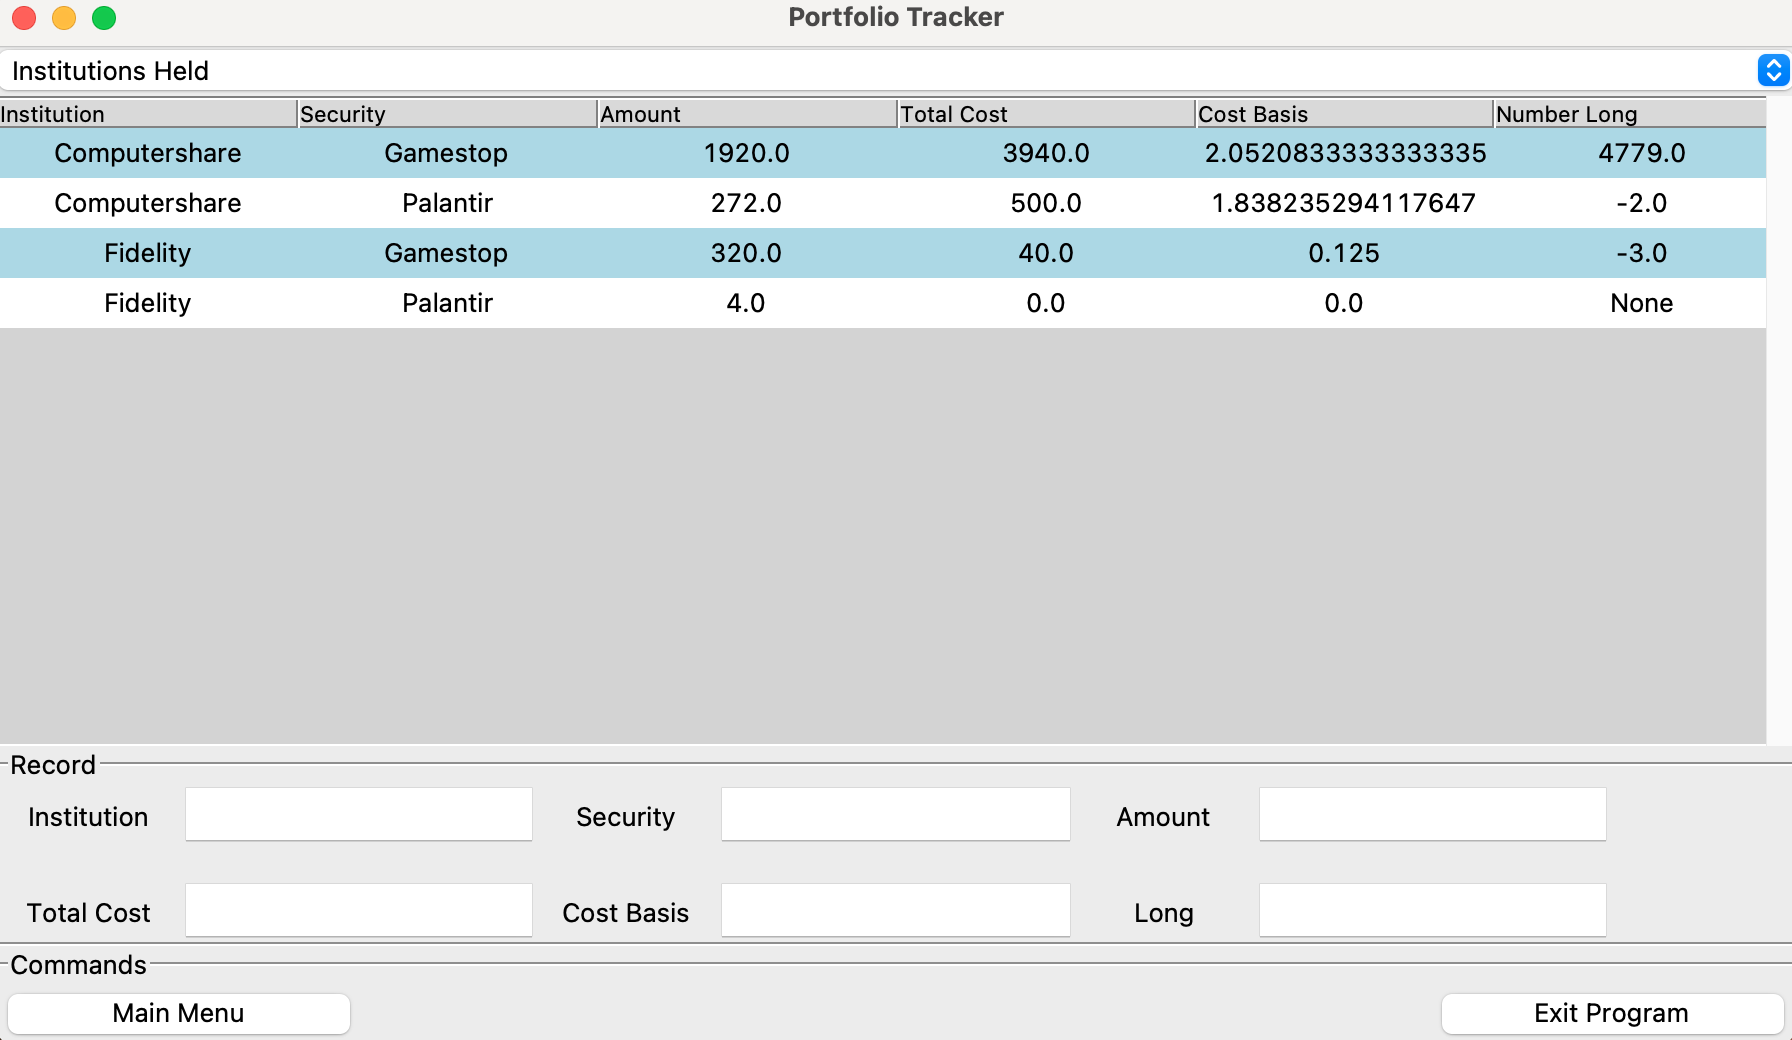 Portfolio Tracker
Institutions Held
Institution Security Amount Total Cost Cost Basis Number Long
Computershare Gamestop 1920.0 3940.0 2.0520833333333335 4779.0
Computershare Palantir 272.0 500.0 1.838235294117647 -2.0
Fidelity Gamestop 320.0 40.0 0.125 -3.0
Fidelity Palantir 4.0 0.0 0.0 None
Record
Institution Security Amount
Total Cost Cost Basis Long
Commands
Main Menu Exit Program